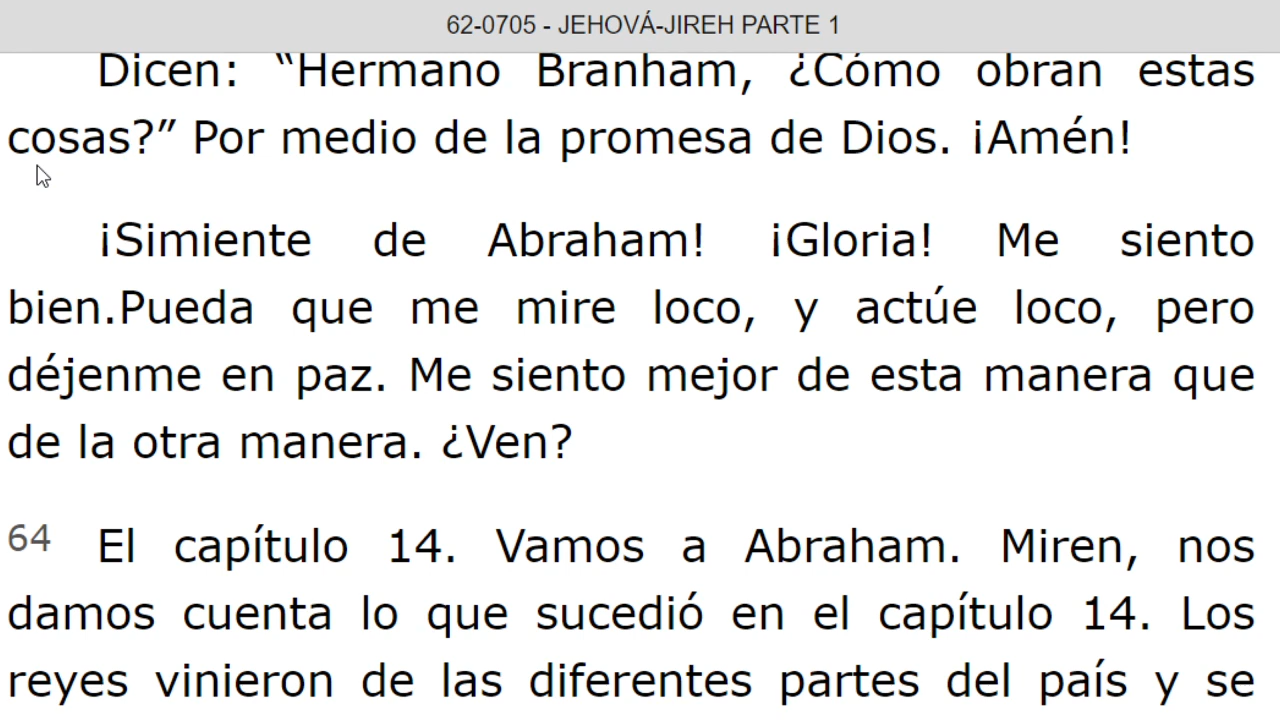 62-0705 - JEHOVÁ-JIREH PARTE 1
Dicen: “Hermano Branham, ¿Cómo obran estas
cosas?” Por medio de la promesa de Dios. ¡Amén!
¡Simiente de Abraham! ¡Gloria! Me siento
bien.Pueda que me mire loco, y actúe loco, pero
déjenme en paz. Me siento mejor de esta manera que
de la otra manera. ¿Ven?
64 El capítulo 14. Vamos a Abraham. Miren, nos
damos cuenta lo que sucedió en el capítulo 14. Los
reyes vinieron de las diferentes partes del país y se